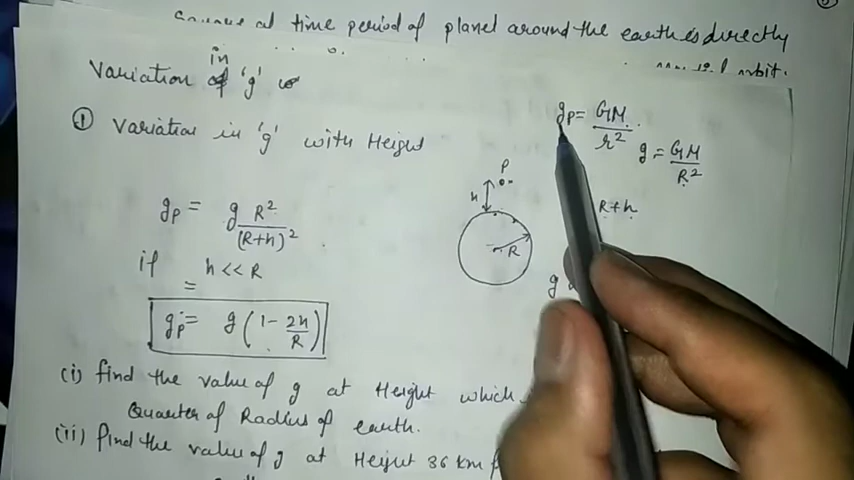 at time period of planet around the earth is directly
orbit.
Variation in 'g'
① Variation in 'g' with Height
gp = GM / r²
g = GM / R²
P
h
R
R+h
g
gp = g R² / (R+h)²
if h << R
gp = g (1 - 2h/R)
(i) find the value of g at Height which
Quarter of Radius of earth.
(ii) find the value of g at Height 36 km